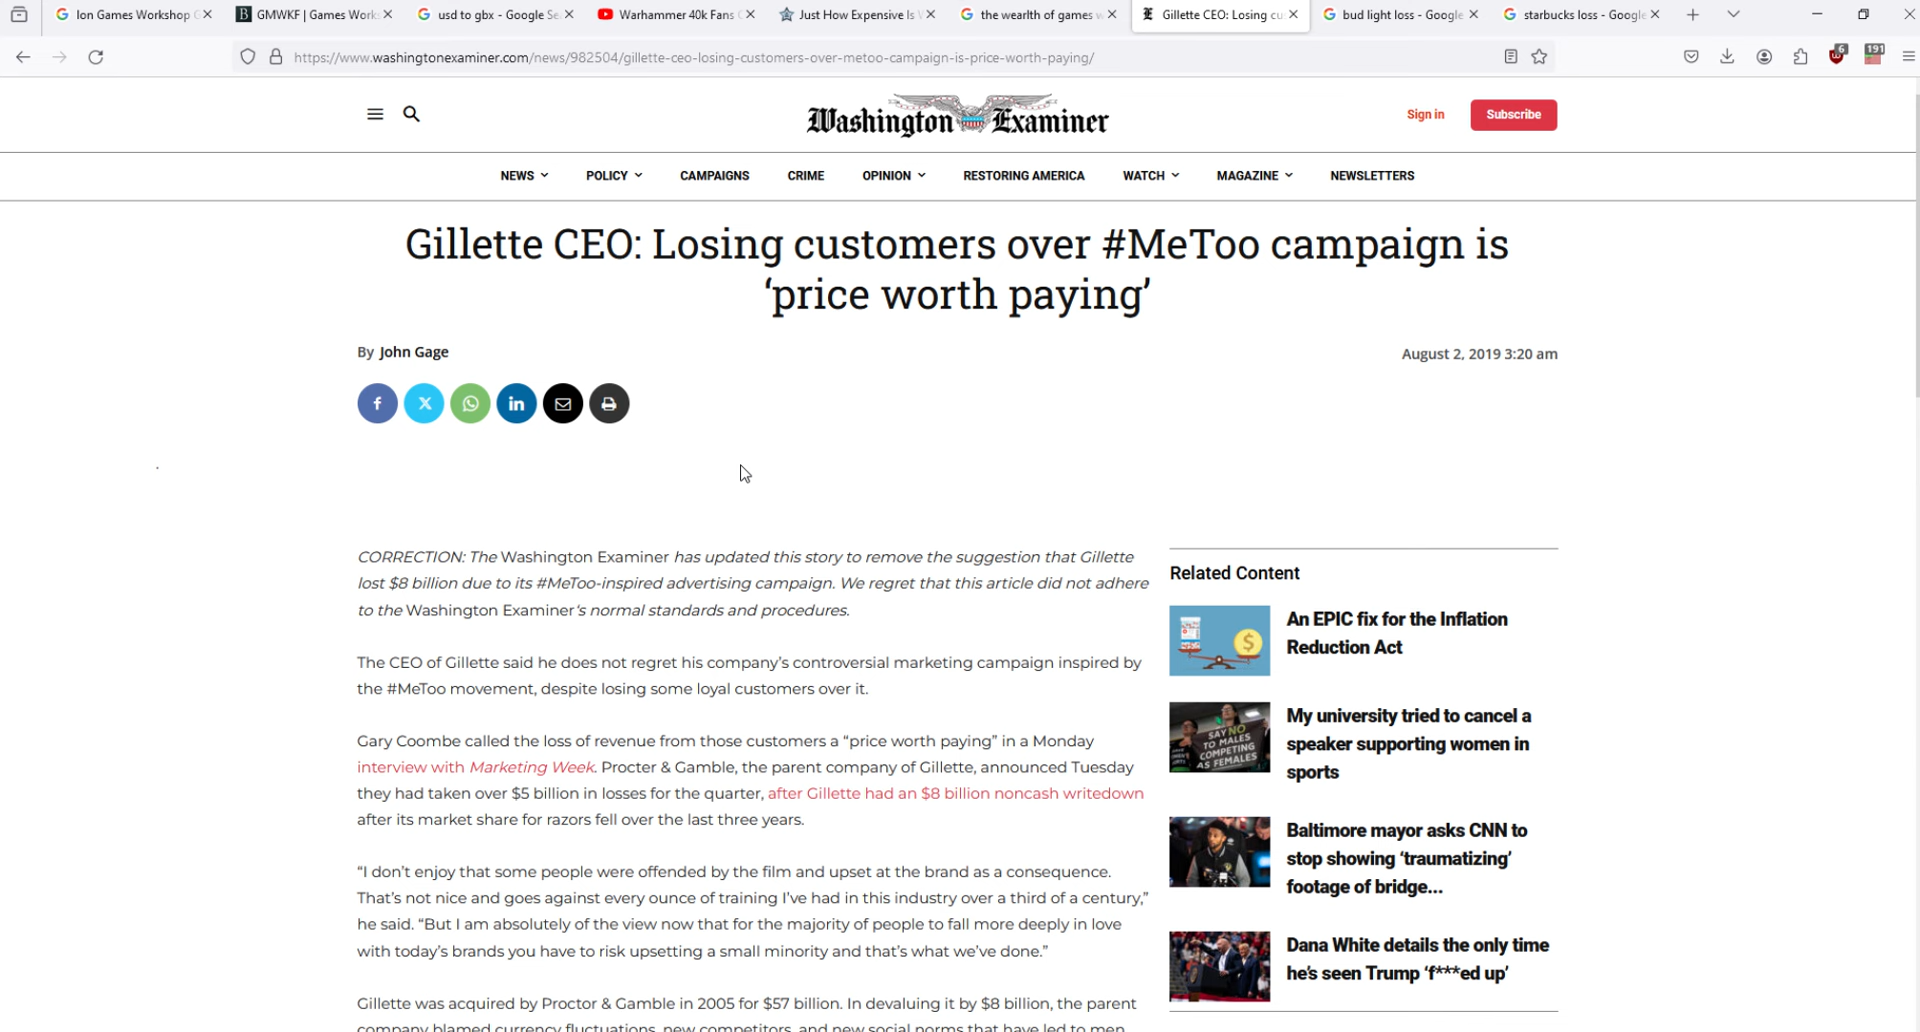 lon Games Workshop G
GMWKF | Games Works
usd to gbx - Google Se
Warhammer 40k Fans
Just How Expensive Is
the wearlth of games w
Gillette CEO: Losing cu
bud light loss - Google
starbucks loss - Google
https://www.washingtonexaminer.com/news/982504/gillette-ceo-losing-customers-over-metoo-campaign-is-price-worth-paying/
6
191
Washington Examiner
Sign in
Subscribe
NEWS
POLICY
CAMPAIGNS
CRIME
OPINION
RESTORING AMERICA
WATCH
MAGAZINE
NEWSLETTERS
Gillette CEO: Losing customers over #MeToo campaign is
‘price worth paying’
By John Gage
August 2, 2019 3:20 am
CORRECTION: The Washington Examiner has updated this story to remove the suggestion that Gillette
lost $8 billion due to its #MeToo-inspired advertising campaign. We regret that this article did not adhere
to the Washington Examiner‘s normal standards and procedures.
The CEO of Gillette said he does not regret his company’s controversial marketing campaign inspired by
the #MeToo movement, despite losing some loyal customers over it.
Gary Coombe called the loss of revenue from those customers a “price worth paying” in a Monday
interview with Marketing Week. Procter & Gamble, the parent company of Gillette, announced Tuesday
they had taken over $5 billion in losses for the quarter, after Gillette had an $8 billion noncash writedown
after its market share for razors fell over the last three years.
“I don’t enjoy that some people were offended by the film and upset at the brand as a consequence.
That’s not nice and goes against every ounce of training I’ve had in this industry over a third of a century,”
he said. “But I am absolutely of the view now that for the majority of people to fall more deeply in love
with today’s brands you have to risk upsetting a small minority and that’s what we’ve done.”
Gillette was acquired by Proctor & Gamble in 2005 for $57 billion. In devaluing it by $8 billion, the parent
company blamed currency fluctuations, new competitors, and new social norms that have led to men
Related Content
An EPIC fix for the Inflation
Reduction Act
SAY NO
TO MALES
COMPETING
AS FEMALES
My university tried to cancel a
speaker supporting women in
sports
Baltimore mayor asks CNN to
stop showing ‘traumatizing’
footage of bridge...
Dana White details the only time
he’s seen Trump ‘f***ed up’